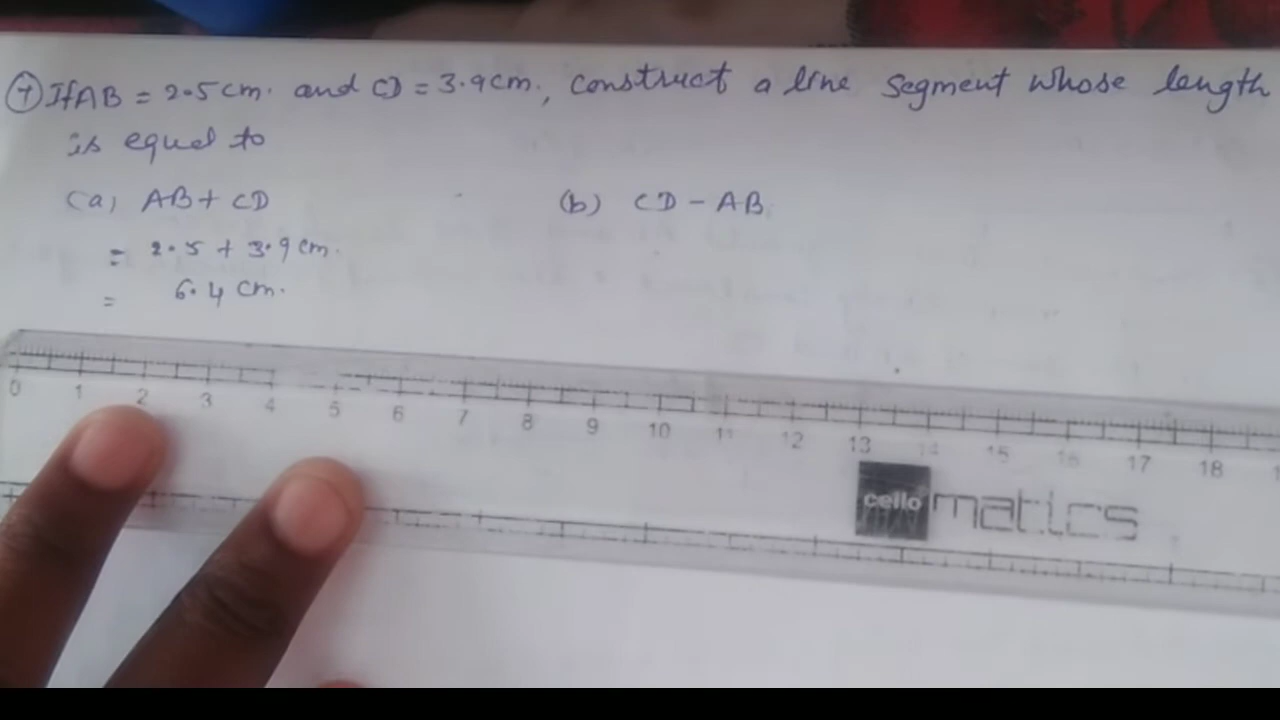 7 If AB = 2.5 cm. and CD = 3.9 cm., construct a line segment whose length
is equal to
(a) AB + CD (b) CD - AB
= 2.5 + 3.9 cm.
= 6.4 cm.
0 1 2 3 4 5 6 7 8 9 10 11 12 13 14 15 16 17 18
cello matics